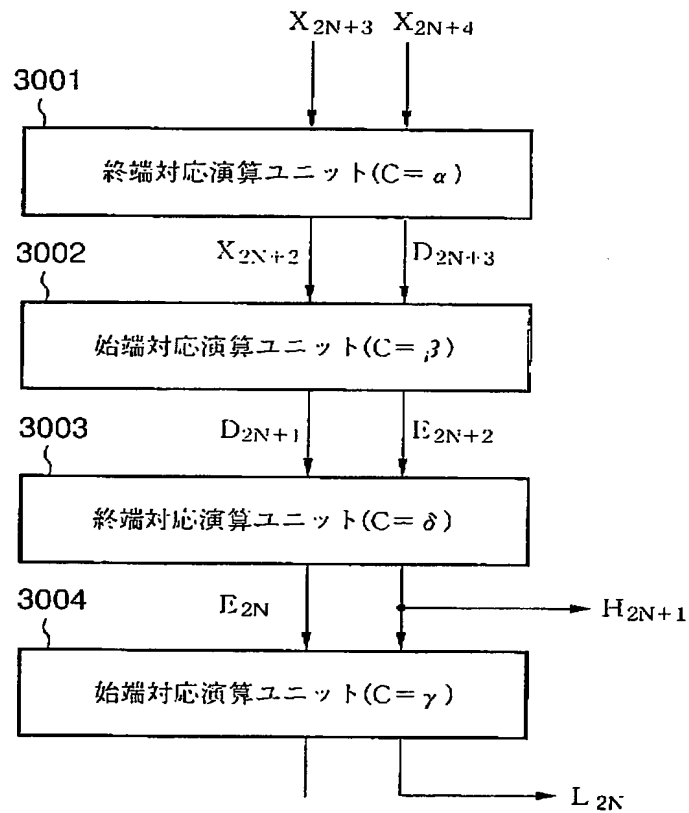 X2N+3 X2N+4
3001
終端対応演算ユニット(C=α)
X2N+2 D2N+3
3002
始端対応演算ユニット(C=β)
D2N+1 E2N+2
3003
終端対応演算ユニット(C=δ)
E2N
H2N+1
3004
始端対応演算ユニット(C=γ)
L2N